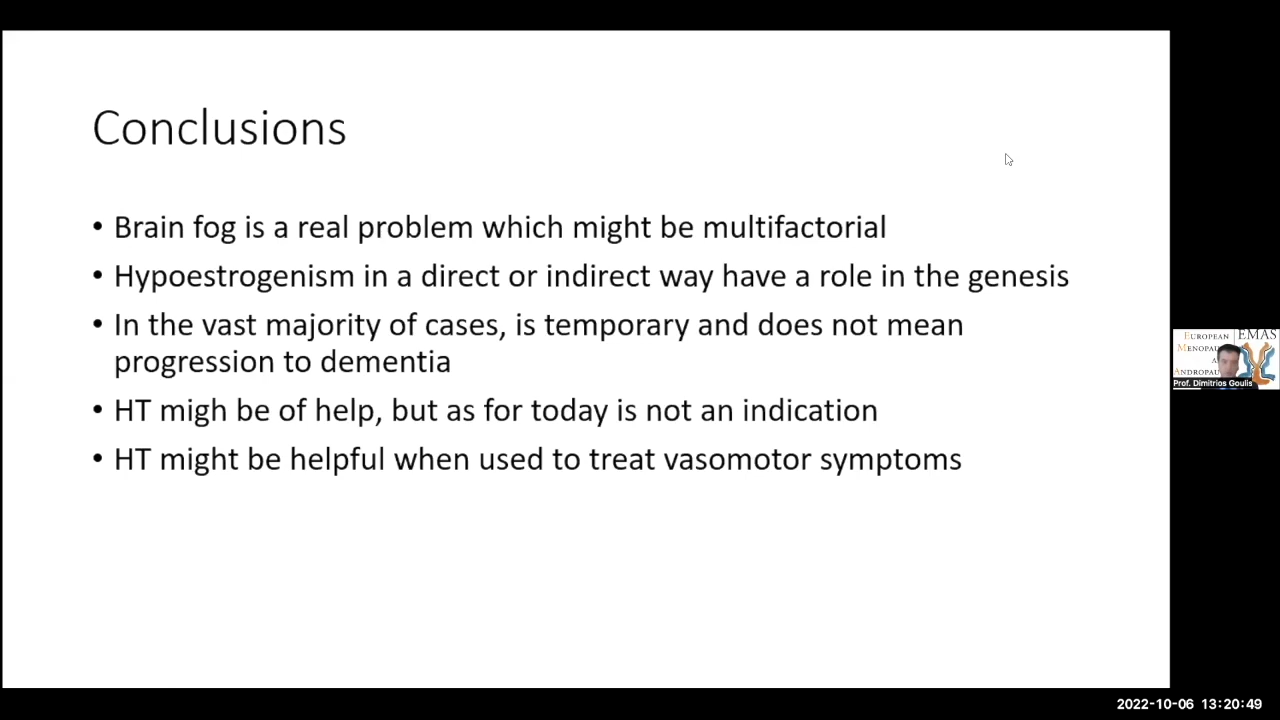 Conclusions
• Brain fog is a real problem which might be multifactorial
• Hypoestrogenism in a direct or indirect way have a role in the genesis
• In the vast majority of cases, is temporary and does not mean
progression to dementia
• HT migh be of help, but as for today is not an indication
• HT might be helpful when used to treat vasomotor symptoms
EUROPEAN
EMAS
MENOPAU
A
ANDROPAU
Prof. Dimitrios Goulis
2022-10-06 13:20:49